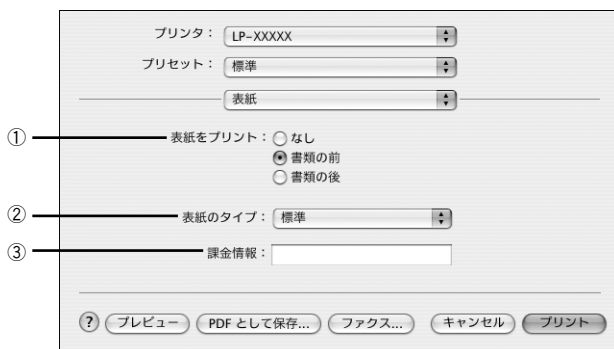 プリンタ： LP-XXXXX
プリセット： 標準
表紙
① 表紙をプリント： なし
書類の前
書類の後
② 表紙のタイプ： 標準
③ 課金情報：
? プレビュー PDF として保存... ファクス... キャンセル プリント